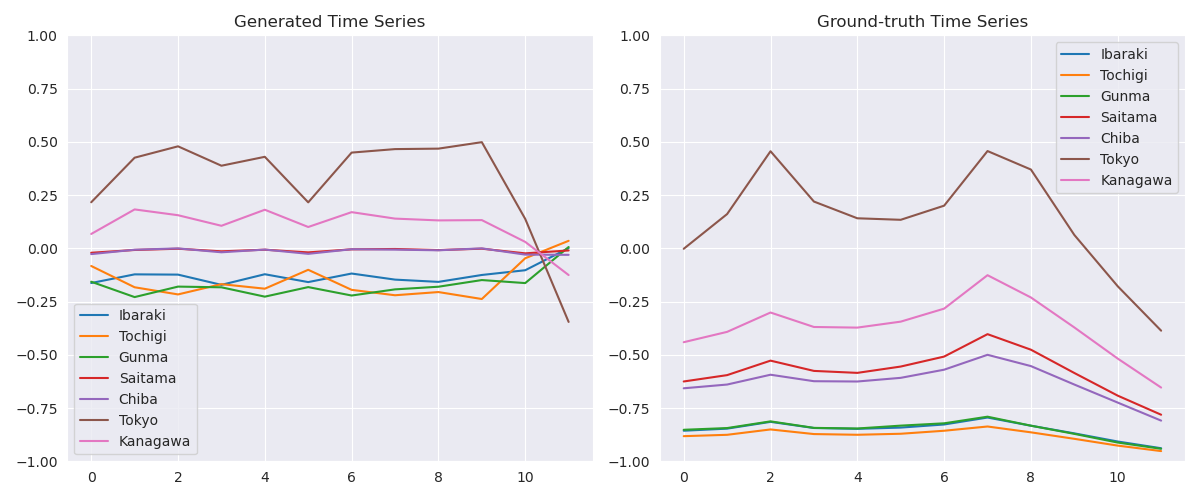 Generated Time Series
1.00
0.75
0.50
0.25
0.00
−0.25
−0.50
−0.75
−1.00
0 2 4 6 8 10
Ibaraki
Tochigi
Gunma
Saitama
Chiba
Tokyo
Kanagawa
Ground-truth Time Series
1.00
0.75
0.50
0.25
0.00
−0.25
−0.50
−0.75
−1.00
0 2 4 6 8 10
Ibaraki
Tochigi
Gunma
Saitama
Chiba
Tokyo
Kanagawa